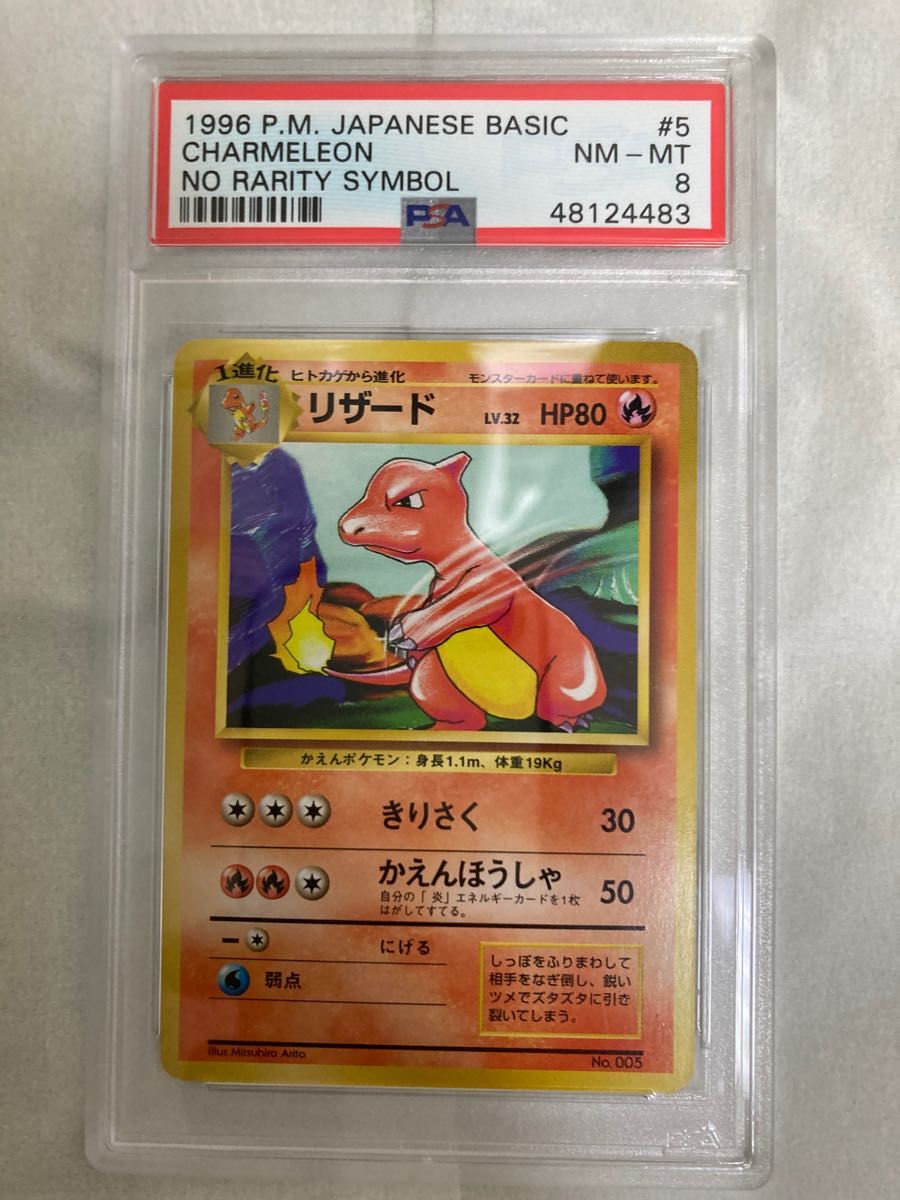 1996 P.M. JAPANESE BASIC #5
CHARMELEON NM - MT
NO RARITY SYMBOL 8
PSA 48124483
1進化 ヒトカゲから進化 モンスターカードに重ねて使います。
リザード LV.32 HP80
かえんポケモン：身長1.1m、体重19Kg
きりさく 30
かえんほうしゃ 50
自分の「炎」エネルギーカードを1枚
はがしてすてる。
ー にげる
弱点
しっぽをふりまわして
相手をなぎ倒し、鋭い
ツメでズタズタに引き
裂いてしまう。
Illus Mitsuhiro Arita No. 005
PSA